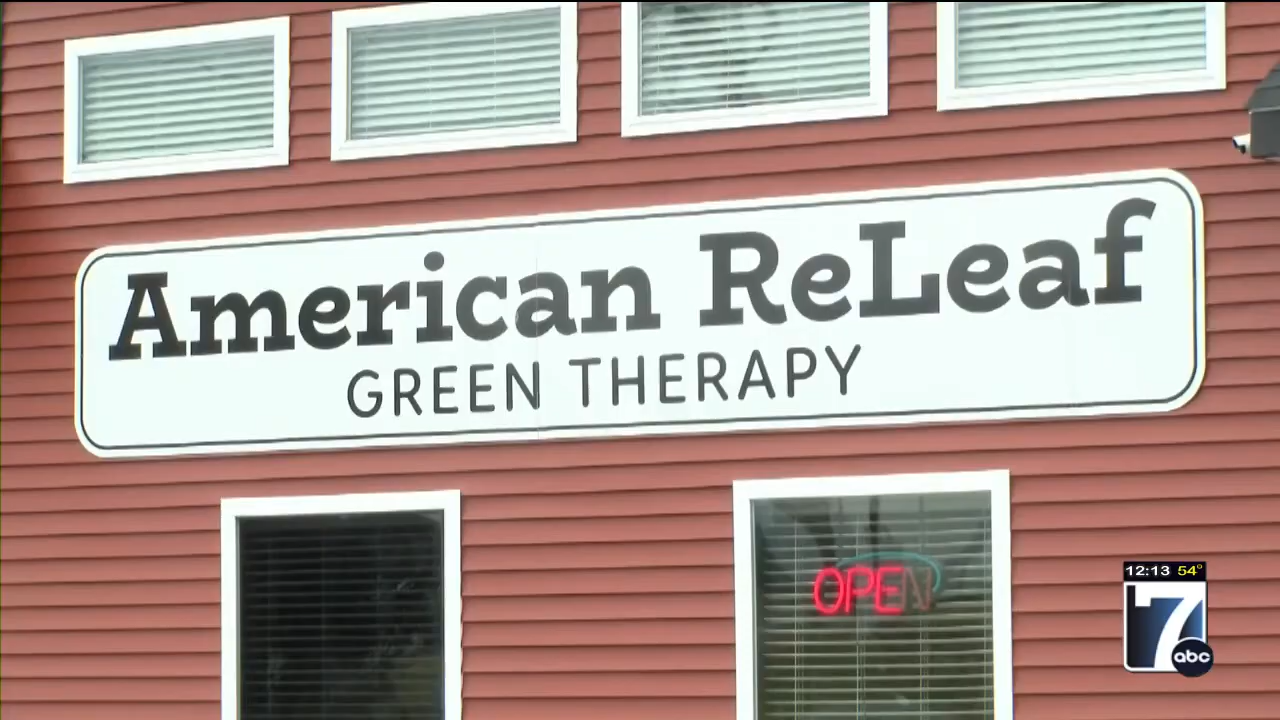 American ReLeaf
GREEN THERAPY
OPEN
12:13 54°
7
abc